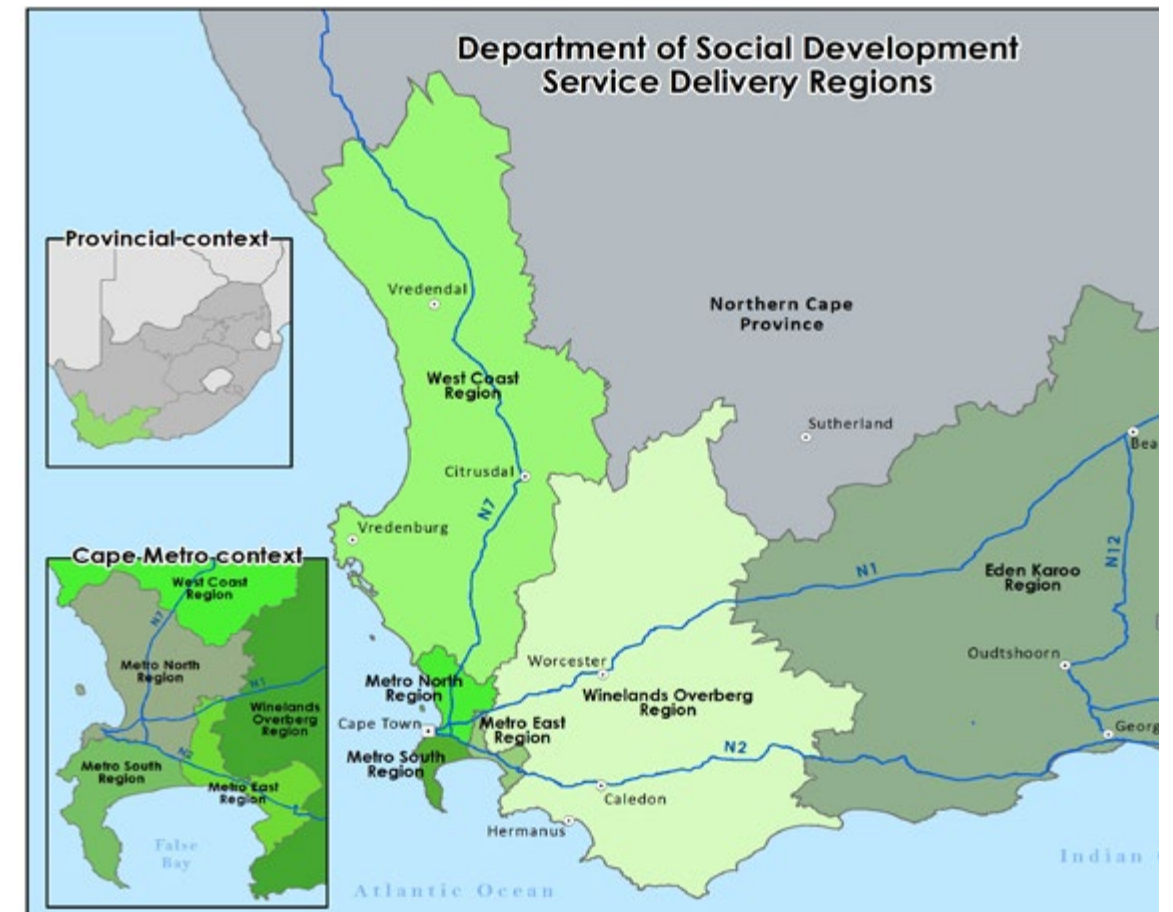 Department of Social Development
Service Delivery Regions
Provincial context
Northern Cape
Province
Vredendal
West Coast
Region
Sutherland
Citrusdal
N7
Vredenburg
Bea
N12
N1
Eden Karoo
Region
Cape Metro context
West Coast
Region
N7
Metro North
Region
N1
Winelands
Overberg
Region
N2
Metro South
Region
Metro East
Region
False
Bay
Oudtshoorn
Worcester
Metro North
Region
Winelands Overberg
Region
Cape Town
Metro East
Region
Georg
N2
Metro South
Region
Caledon
Hermanus
Atlantic Ocean
Indian